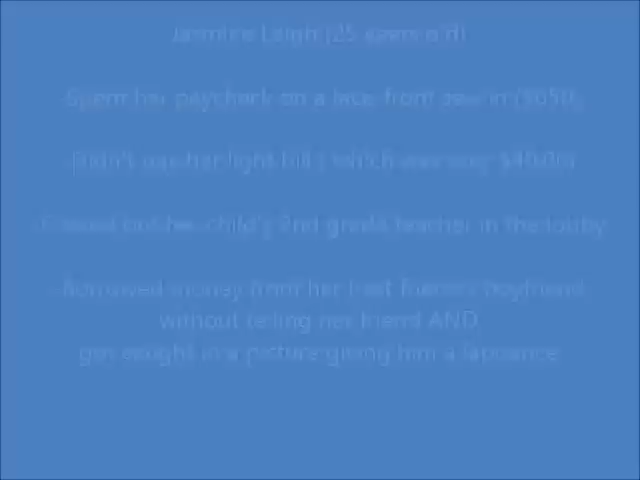 Jasmine Leigh (25 years old)
Spent her paycheck on a lace front sew in
Didn't pay her light bill ( which was only
her child's 2nd grade teacher in the lobby
Borrowed money from her best friend's boyfriend
without telling her friend AND
got caught in a picture giving him a lapdance